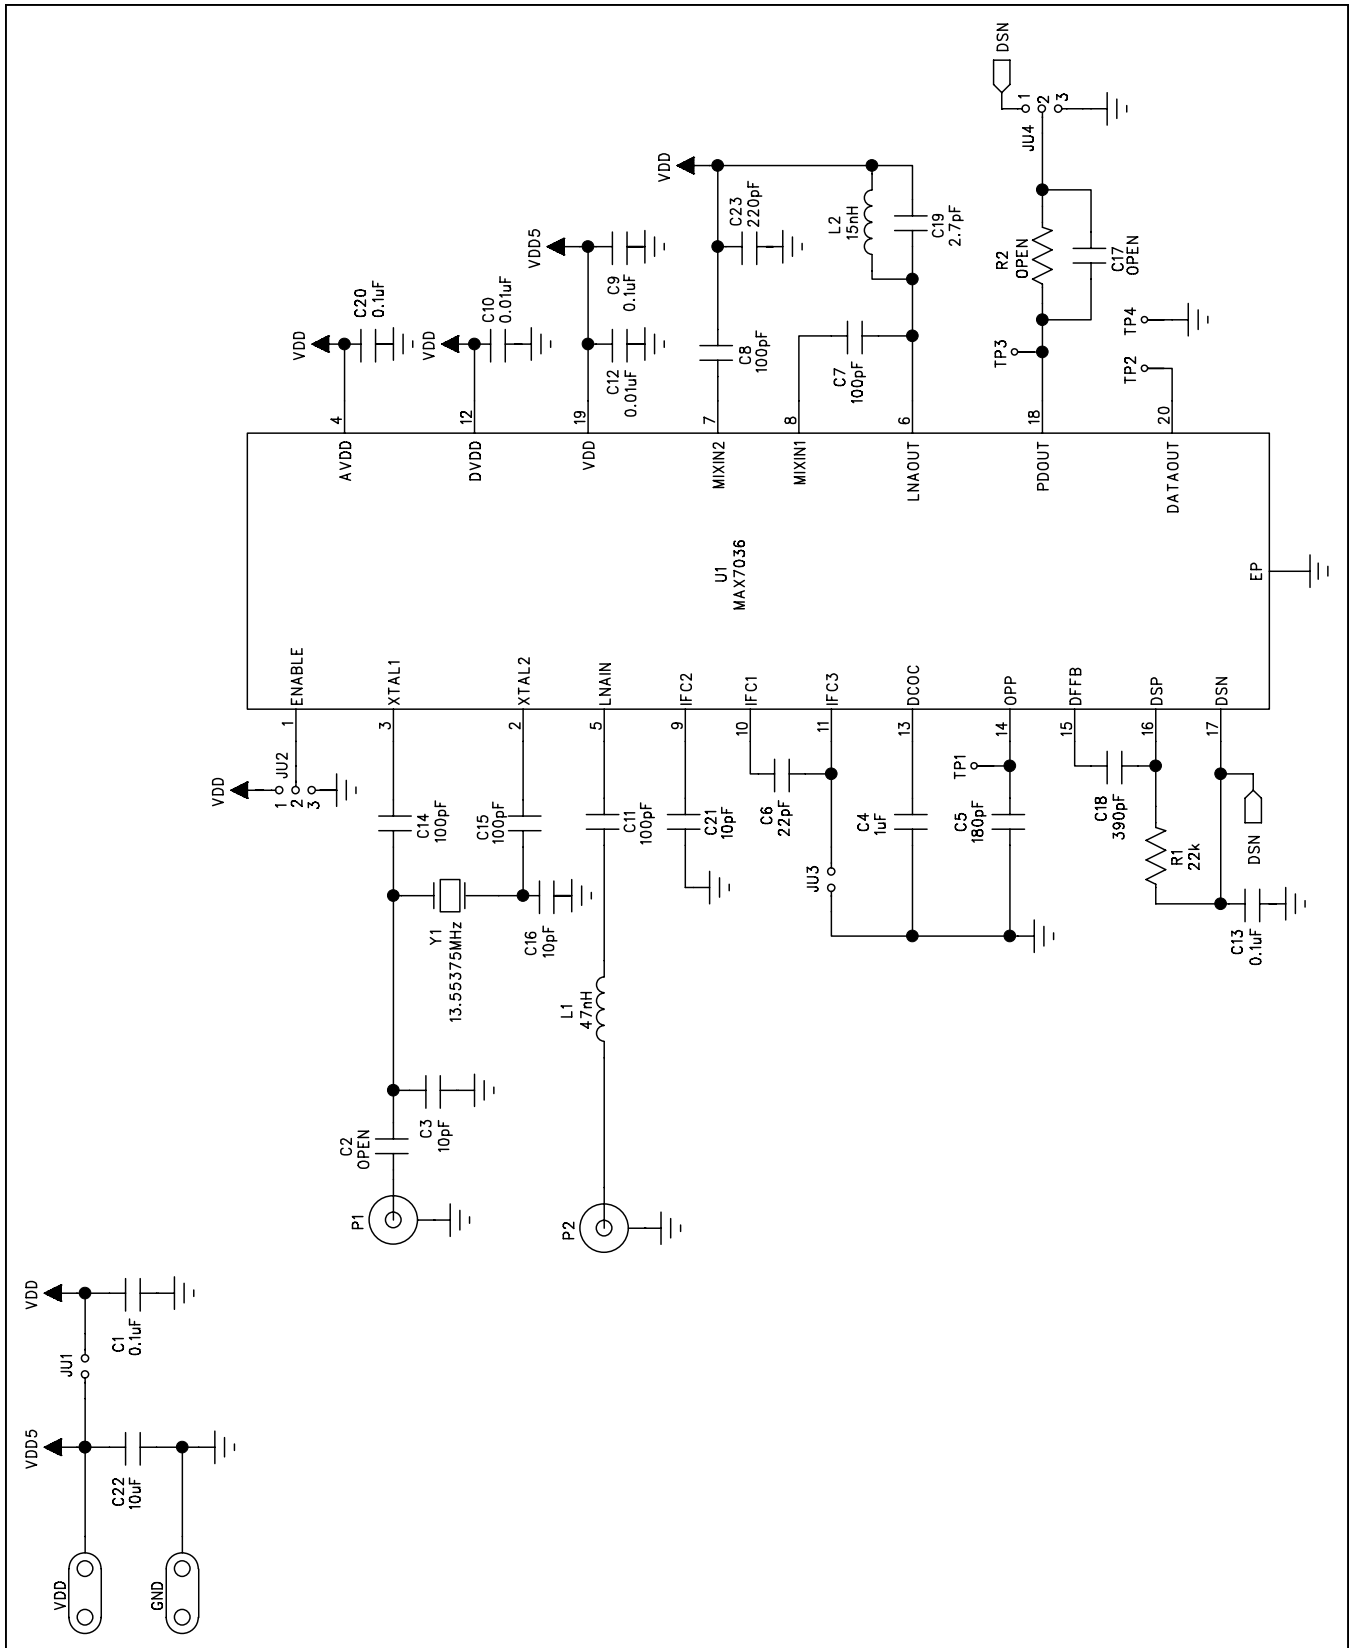 VDD
GND
C22
10uF
VDD5
JU1
VDD
C1
0.1uF
P1
C2
OPEN
C3
10pF
Y1
13.55375MHz
C14
100pF
C15
100pF
C16
10pF
P2
L1
47nH
C11
100pF
C21
10pF
VDD
JU2
1
2
3
C6
22pF
JU3
C4
1uF
TP1
C5
180pF
C18
390pF
R1
22k
DSN
C13
0.1uF
1
ENABLE
3
XTAL1
2
XTAL2
5
LNAIN
9
IFC2
10
IFC1
11
IFC3
13
DCOC
14
OPP
15
DFFB
16
DSP
17
DSN
U1
MAX7036
EP
AVDD
4
DVDD
12
VDD
19
MIXIN2
7
MIXIN1
8
LNAOUT
6
PDOUT
18
DATAOUT
20
VDD
C20
0.1uF
VDD
C10
0.01uF
VDD5
C9
0.1uF
C12
0.01uF
VDD
C23
220pF
C8
100pF
C7
100pF
L2
15nH
C19
2.7pF
TP3
R2
OPEN
C17
OPEN
JU4
1
2
3
DSN
TP2
TP4